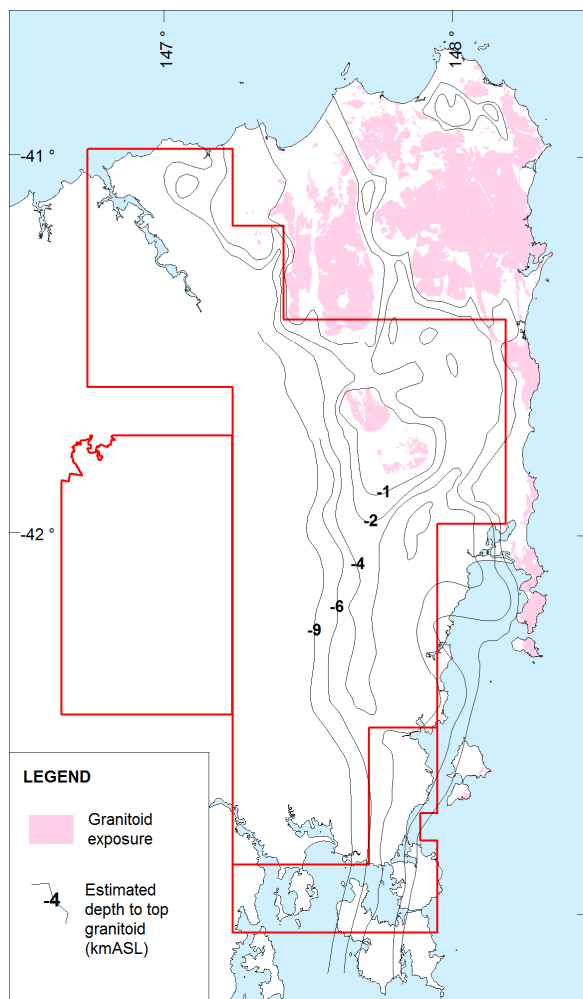 147 °
148 °
-41 °
-1
-2
-42 °
-4
-6
-9
LEGEND
Granitoid
exposure
-4
Estimated
depth to top
granitoid
(kmASL)